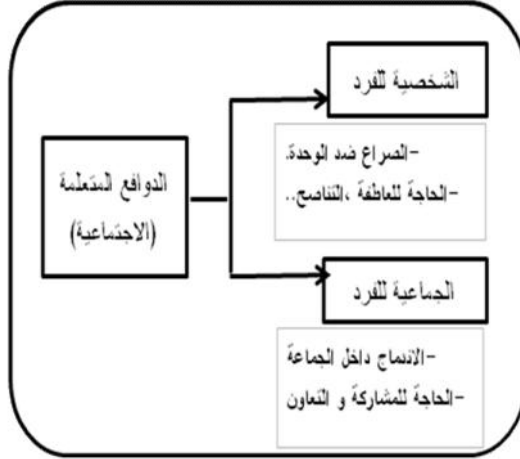 الشخصية للفرد
-الصراع ضد الوحدة.
-الحاجة للعاطفة ،التناصح..
الدوافع المتعلمة
(الاجتماعية)
الجماعية للفرد
-الاندماج داخل الجماعة
-الحاجة للمشاركة و التعاون